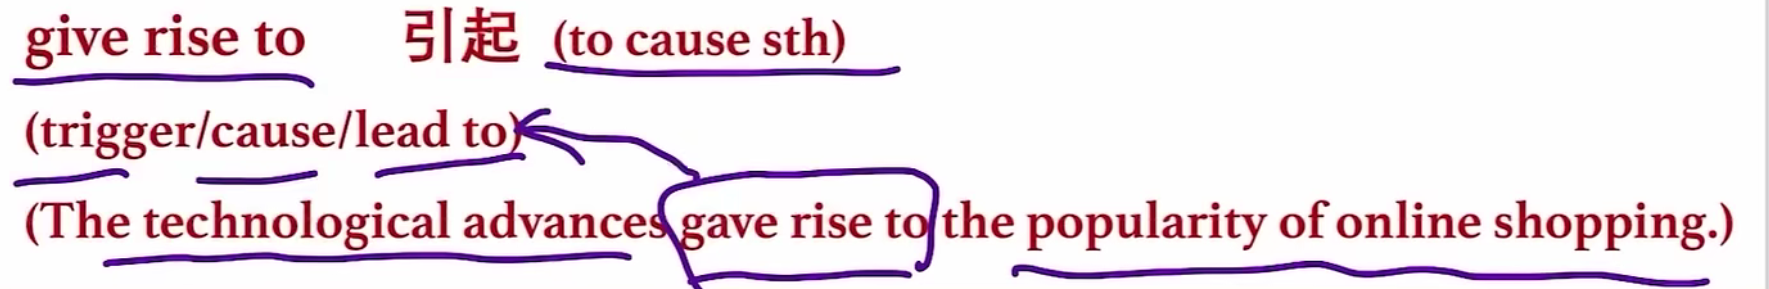 give rise to 引起 (to cause sth)
(trigger/cause/lead to)
(The technological advances gave rise to the popularity of online shopping.)